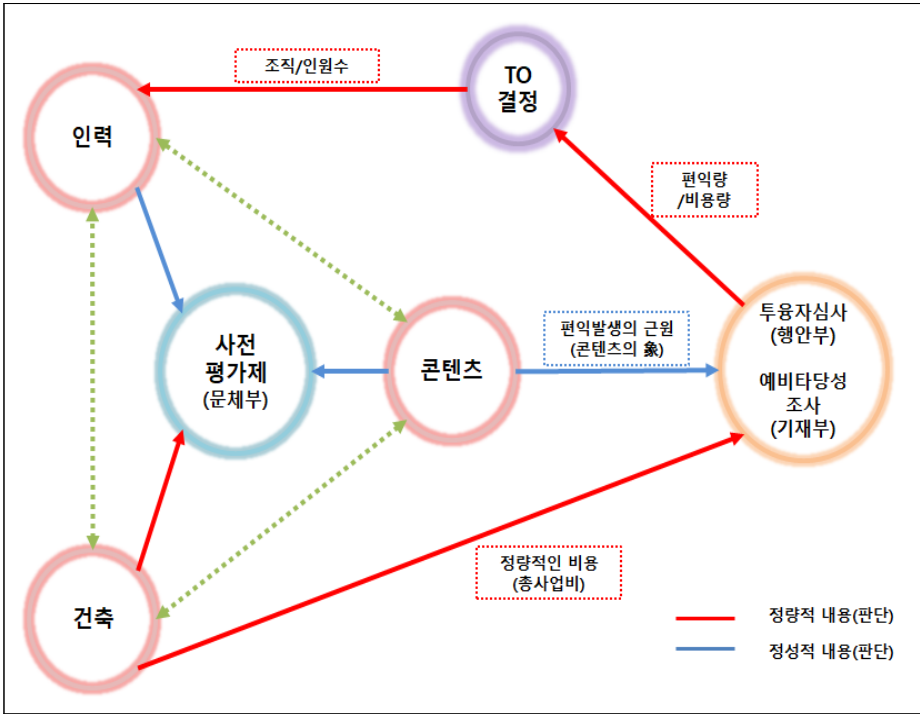 조직/인원수
TO
결정
인력
편익량
/비용량
사전
평가제
(문체부)
콘텐츠
편익발생의 근원
(콘텐츠의 象)
투융자심사
(행안부)
예비타당성
조사
(기재부)
정량적인 비용
(총사업비)
건축
정량적 내용(판단)
정성적 내용(판단)